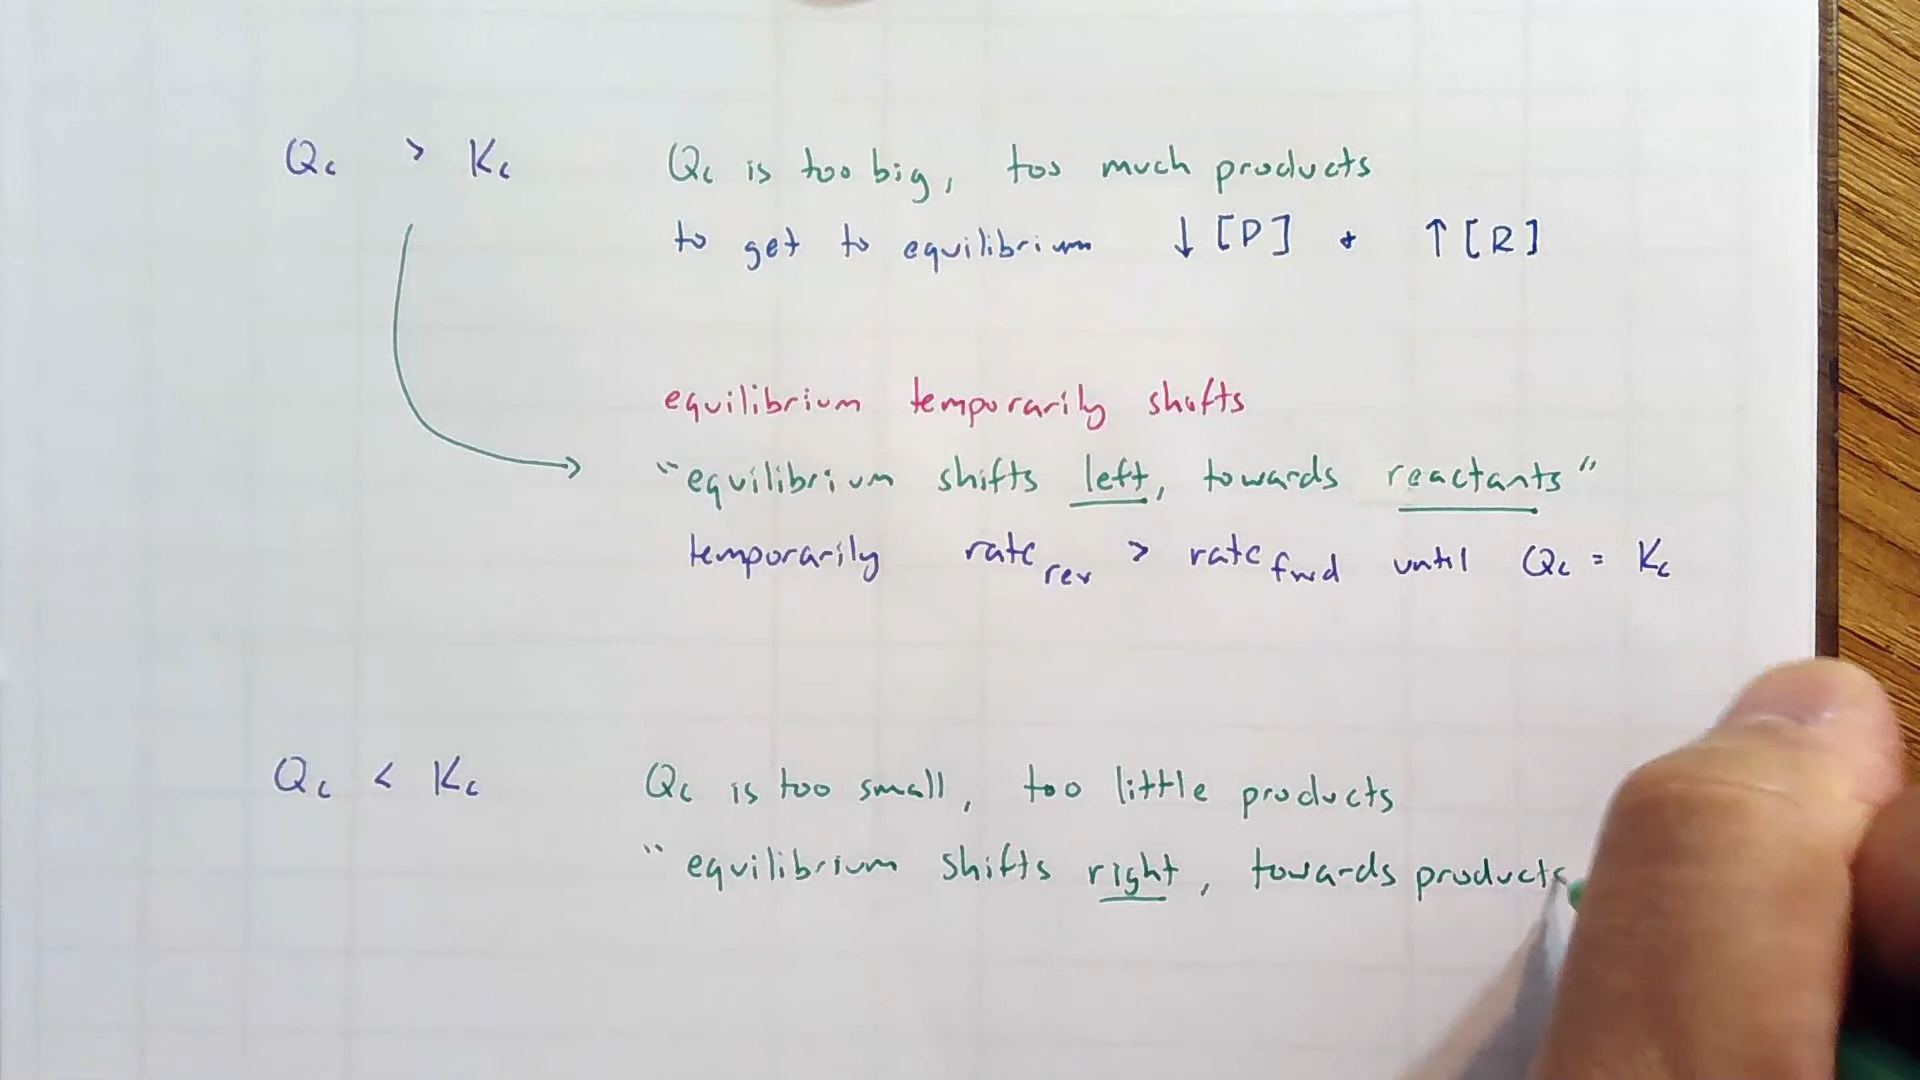 Qc > Kc Qc is too big, too much products
to get to equilibrium ↓[P] + ↑[R]
equilibrium temporarily shifts
"equilibrium shifts left, towards reactants"
temporarily rate rev > rate fwd until Qc = Kc
Qc < Kc Qc is too small, too little products
"equilibrium shifts right, towards products